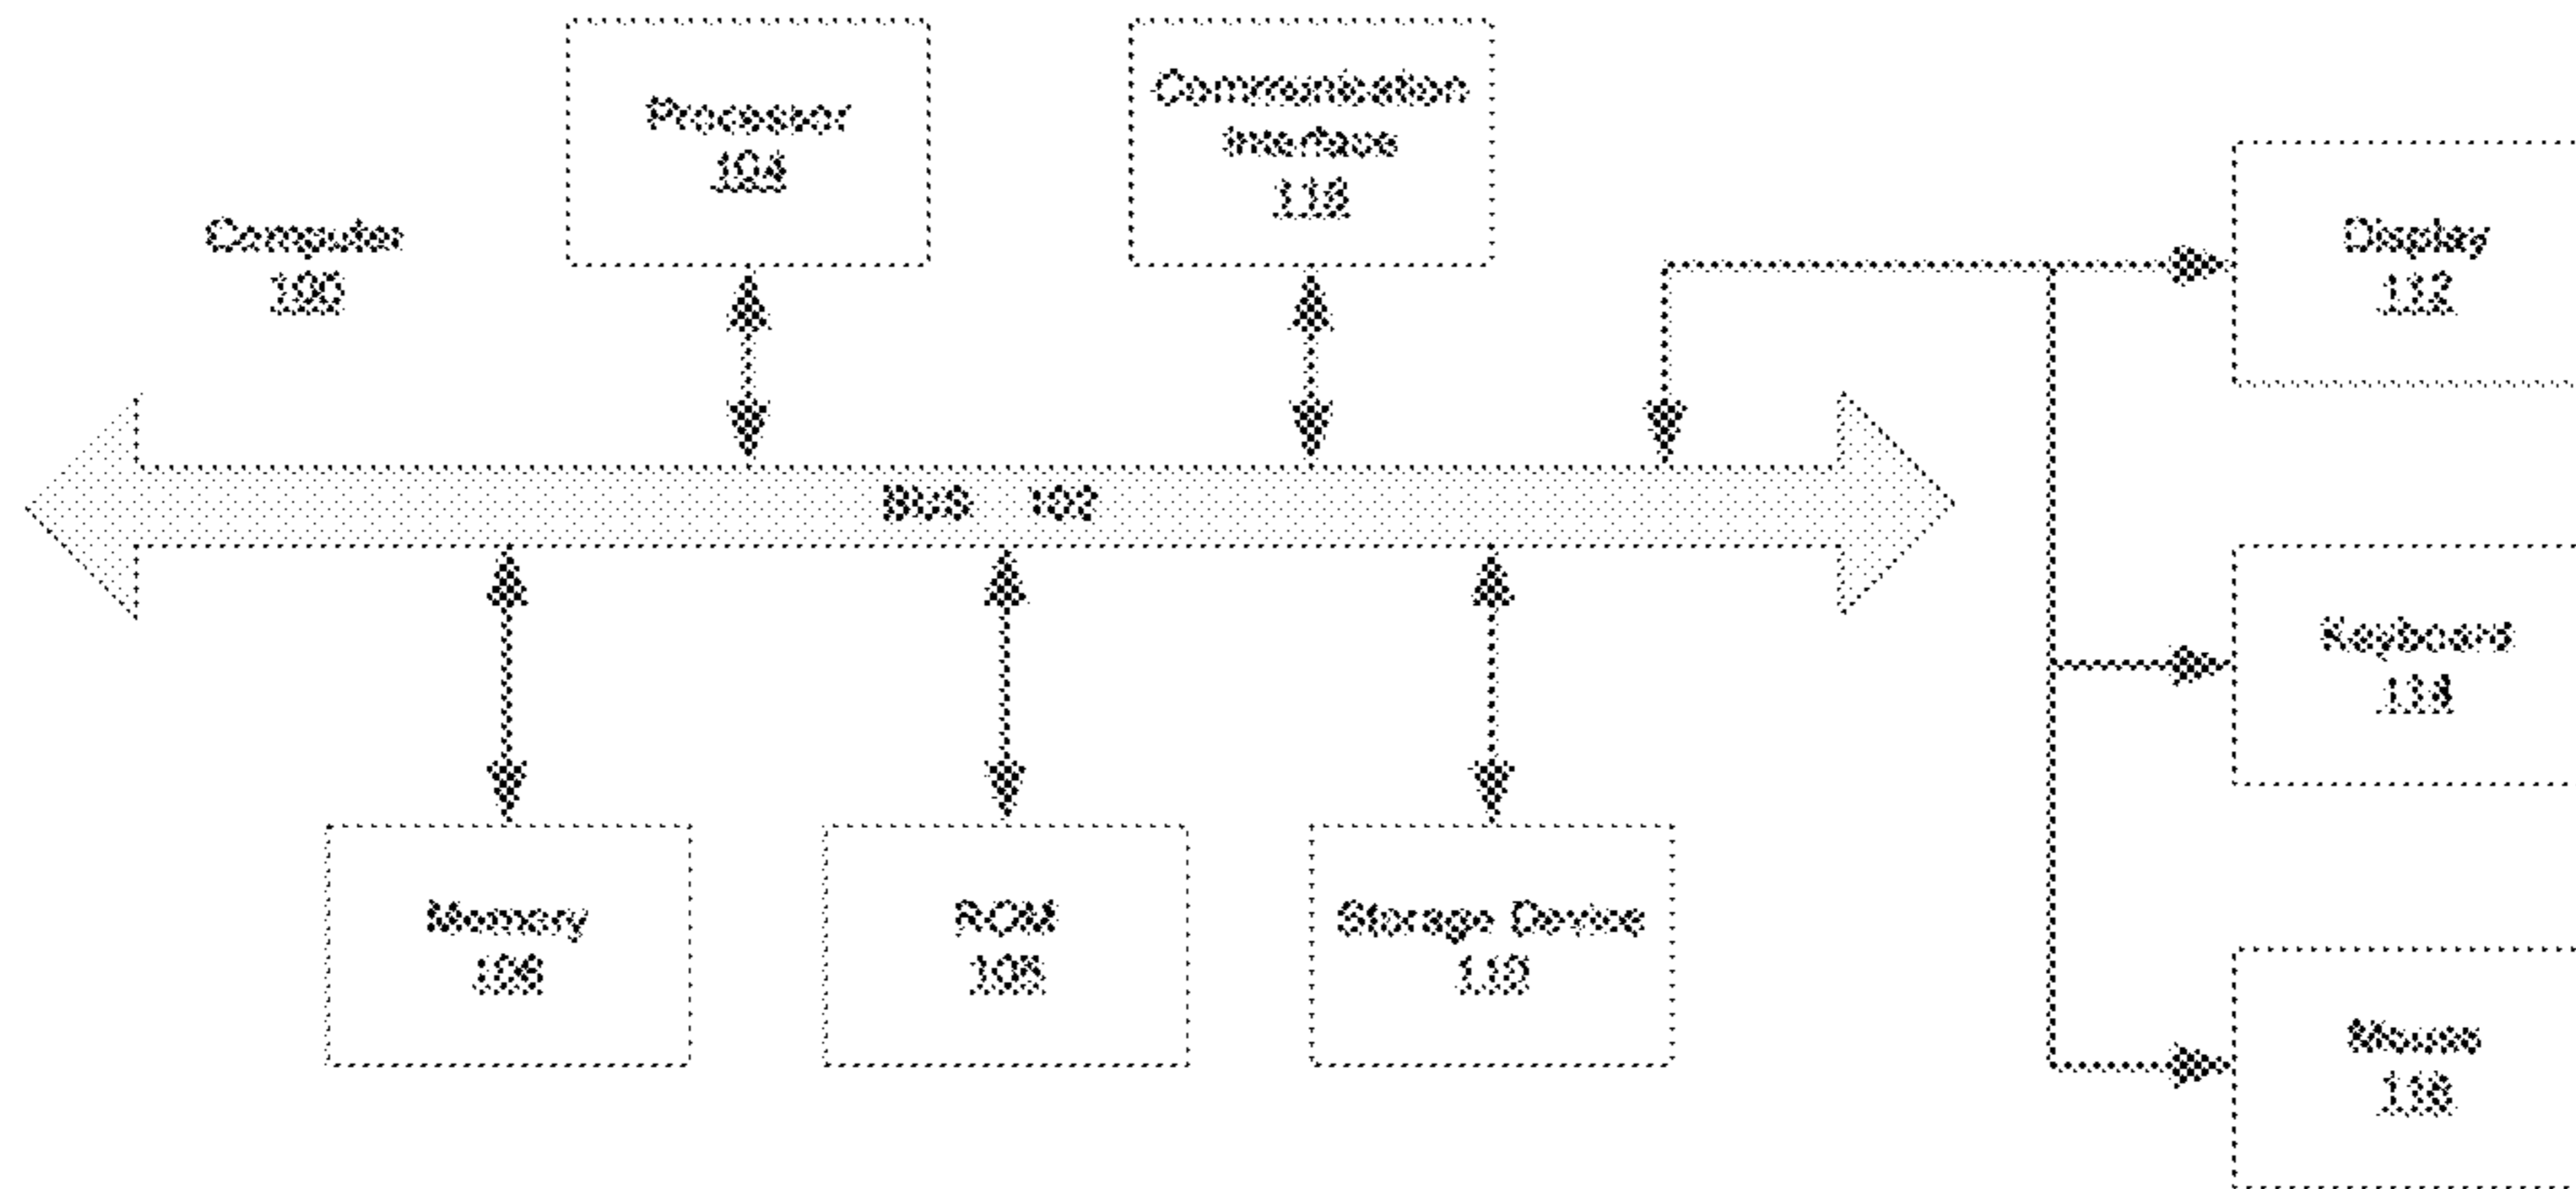 Processor
104
Communication
Interface
118
Computer
100
Display
112
BUS 102
Keyboard
114
Memory
106
ROM
108
Storage Device
110
Mouse
116